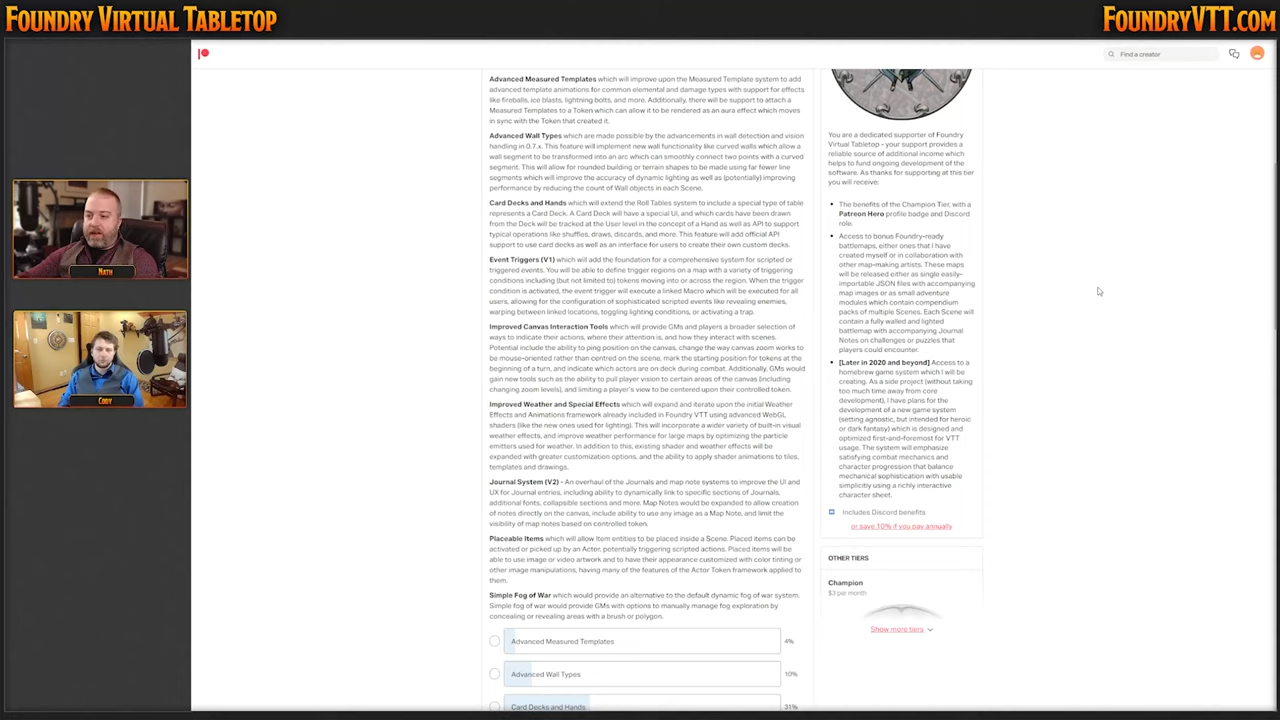 Foundry Virtual Tabletop
FoundryVTT.com
Find a creator
Advanced Measured Templates which will improve upon the Measured Template system to add
advanced template animations for common elemental and damage types with support for effects
like fireballs, ice blasts, lightning bolts, and more. Additionally, there will be support to attach a
Measured Templates to a Token which can allow it to be rendered as an aura effect which moves
in sync with the Token that created it.
Advanced Wall Types which are made possible by the advancements in wall detection and vision
handling in 0.7.x. This feature will implement new wall functionality like curved walls which allow a
wall segment to be transformed into an arc which can smoothly connect two points with a curved
segment. This will allow for rounded building or terrain shapes to be made using far fewer line
segments which will improve the accuracy of dynamic lighting as well as (potentially) improving
performance by reducing the count of Wall objects in each Scene.
Card Decks and Hands which will extend the Roll Tables system to include a special type of table
represents a Card Deck. A Card Deck will have a special UI, and which cards have been drawn
from the Deck will be tracked at the User level in the concept of a Hand as well as API to support
typical operations like shuffles, draws, discards, and more. This feature will add official API
support to use card decks as well as an interface for users to create their own custom decks.
Event Triggers (V1) which will add the foundation for a comprehensive system for scripted or
triggered events. You will be able to define trigger regions on a map with a variety of triggering
conditions including (but not limited to) tokens moving into or across the region. When the trigger
condition is activated, the event trigger will execute a linked Macro which will be executed for all
users, allowing for the configuration of sophisticated scripted events like revealing enemies,
warping between linked locations, toggling lighting conditions, or activating a trap.
Improved Canvas Interaction Tools which will provide GMs and players a broader selection of
ways to indicate their actions, where their attention is, and how they interact with scenes.
Potential include the ability to ping position on the canvas, change the way canvas zoom works to
be mouse-oriented rather than centred on the scene, mark the starting position for tokens at the
beginning of a turn, and indicate which actors are on deck during combat. Additionally, GMs would
gain new tools such as the ability to pull player vision to certain areas of the canvas (including
changing zoom levels), and limiting a player's view to be centered upon their controlled token.
Improved Weather and Special Effects which will expand and iterate upon the initial Weather
Effects and Animations framework already included in Foundry VTT using advanced WebGL
shaders (like the new ones used for lighting). This will incorporate a wider variety of built-in visual
weather effects, and improve weather performance for large maps by optimizing the particle
emitters used for weather. In addition to this, existing shader and weather effects will be
expanded with greater customization options, and the ability to apply shader animations to tiles,
templates and drawings.
Journal System (V2) - An overhaul of the Journals and map note systems to improve the UI and
UX for Journal entries, including ability to dynamically link to specific sections of Journals,
additional fonts, collapsible sections and more. Map Notes would be expanded to allow creation
of notes directly on the canvas, include ability to use any image as a Map Note, and limit the
visibility of map notes based on controlled token.
Placeable Items which will allow Item entities to be placed inside a Scene. Placed items can be
activated or picked up by an Actor, potentially triggering scripted actions. Placed items will be
able to use image or video artwork and to have their appearance customized with color tinting or
other image manipulations, having many of the features of the Actor Token framework applied to
them.
Simple Fog of War which would provide an alternative to the default dynamic fog of war system.
Simple fog of war would provide GMs with options to manually manage fog exploration by
concealing or revealing areas with a brush or polygon.
Advanced Measured Templates 4%
Advanced Wall Types 10%
Card Decks and Hands 31%
You are a dedicated supporter of Foundry
Virtual Tabletop - your support provides a
reliable source of additional income which
helps to fund ongoing development of the
software. As thanks for supporting at this tier
you will receive:
The benefits of the Champion Tier, with a
Patreon Hero profile badge and Discord
role.
Access to bonus Foundry-ready
battlemaps, either ones that I have
created myself or in collaboration with
other map-making artists. These maps
will be released either as single easily-
importable JSON files with accompanying
map images or as small adventure
modules which contain compendium
packs of multiple Scenes. Each Scene will
contain a fully walled and lighted
battlemap with accompanying Journal
Notes on challenges or puzzles that
players could encounter.
[Later in 2020 and beyond] Access to a
homebrew game system which I will be
creating. As a side project (without taking
too much time away from core
development), I have plans for the
development of a new game system
(setting agnostic, but intended for heroic
or dark fantasy) which is designed and
optimized first-and-foremost for VTT
usage. The system will emphasize
satisfying combat mechanics and
character progression that balance
mechanical sophistication with usable
simplicity using a richly interactive
character sheet.
Includes Discord benefits
or save 10% if you pay annually
OTHER TIERS
Champion
$3 per month
Show more tiers
Nath
Cody